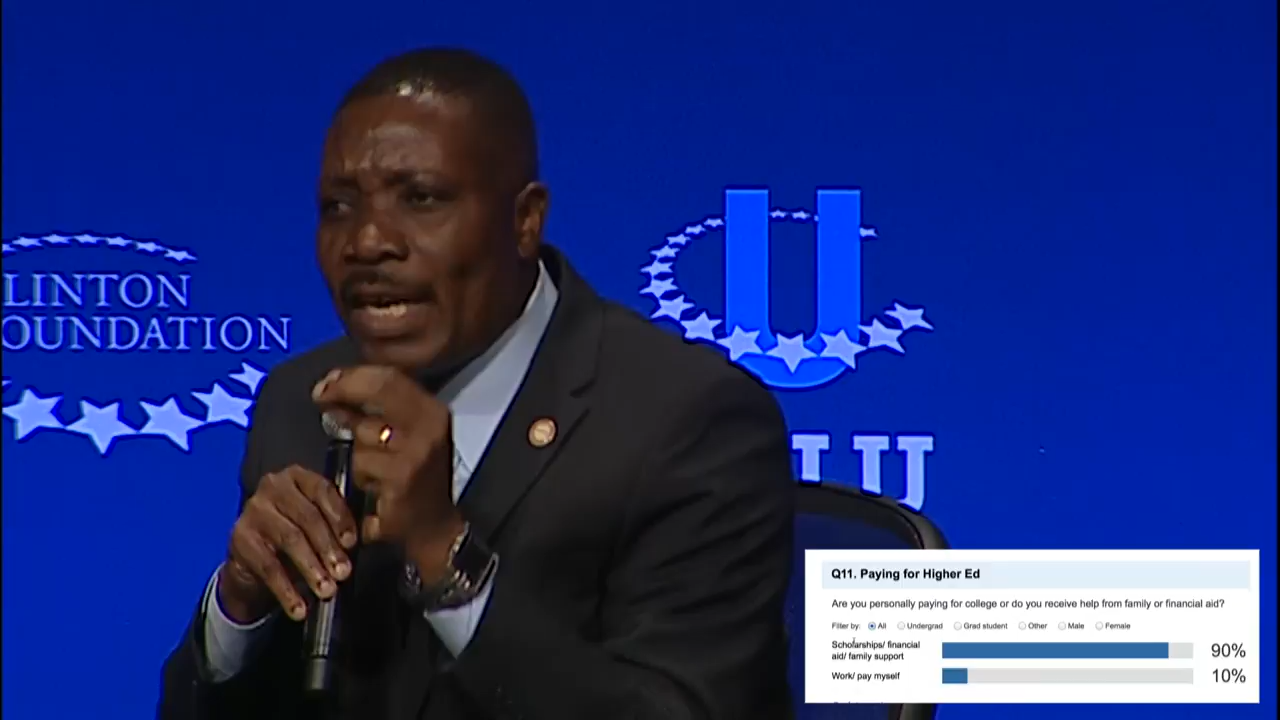 LINTON
OUNDATION
U
Q11. Paying for Higher Ed
Are you personally paying for college or do you receive help from family or financial aid?
Filter by: All Undergrad Grad student Other Male Female
Scholarships/ financial
aid/ family support
90%
Work/ pay myself
10%